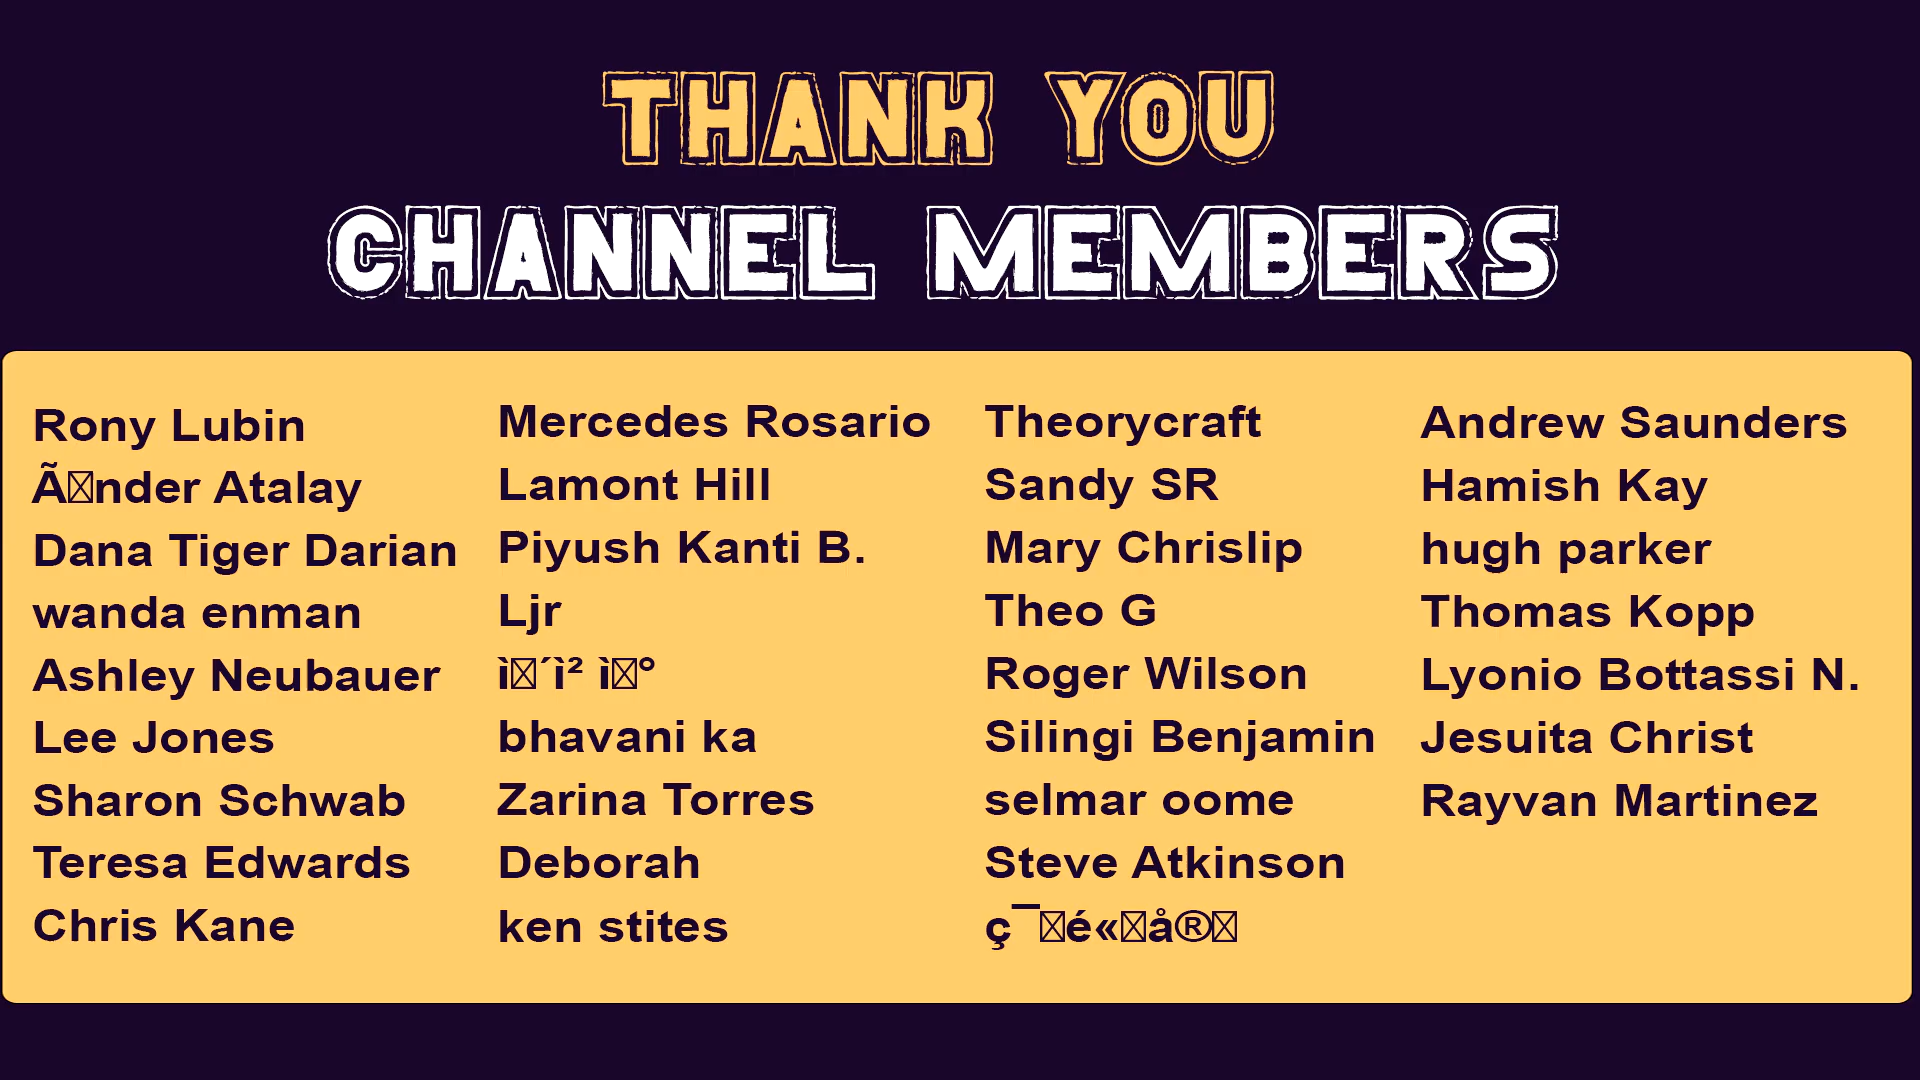 THANK YOU
CHANNEL MEMBERS
Rony Lubin
Ã�nder Atalay
Dana Tiger Darian
wanda enman
Ashley Neubauer
Lee Jones
Sharon Schwab
Teresa Edwards
Chris Kane
Mercedes Rosario
Lamont Hill
Piyush Kanti B.
Ljr
ì�´ì² ì�°
bhavani ka
Zarina Torres
Deborah
ken stites
Theorycraft
Sandy SR
Mary Chrislip
Theo G
Roger Wilson
Silingi Benjamin
selmar oome
Steve Atkinson
ç¯�é«�å®�
Andrew Saunders
Hamish Kay
hugh parker
Thomas Kopp
Lyonio Bottassi N.
Jesuita Christ
Rayvan Martinez